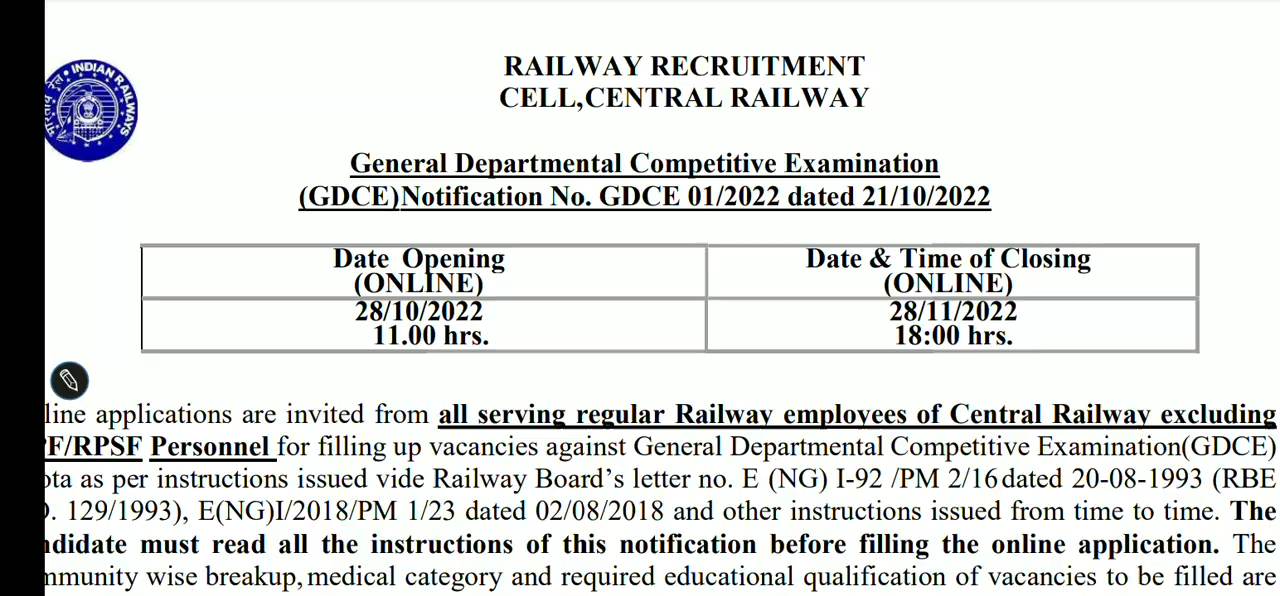 INDIAN RAILWAYS
भारतीय रेल
RAILWAY RECRUITMENT
CELL,CENTRAL RAILWAY
General Departmental Competitive Examination
(GDCE)Notification No. GDCE 01/2022 dated 21/10/2022
Date Opening
(ONLINE)
Date & Time of Closing
(ONLINE)
28/10/2022
11.00 hrs.
28/11/2022
18:00 hrs.
line applications are invited from all serving regular Railway employees of Central Railway excluding
F/RPSF Personnel for filling up vacancies against General Departmental Competitive Examination(GDCE)
ota as per instructions issued vide Railway Board's letter no. E (NG) I-92 /PM 2/16 dated 20-08-1993 (RBE
. 129/1993), E(NG)I/2018/PM 1/23 dated 02/08/2018 and other instructions issued from time to time. The
ndidate must read all the instructions of this notification before filling the online application. The
mmunity wise breakup, medical category and required educational qualification of vacancies to be filled are